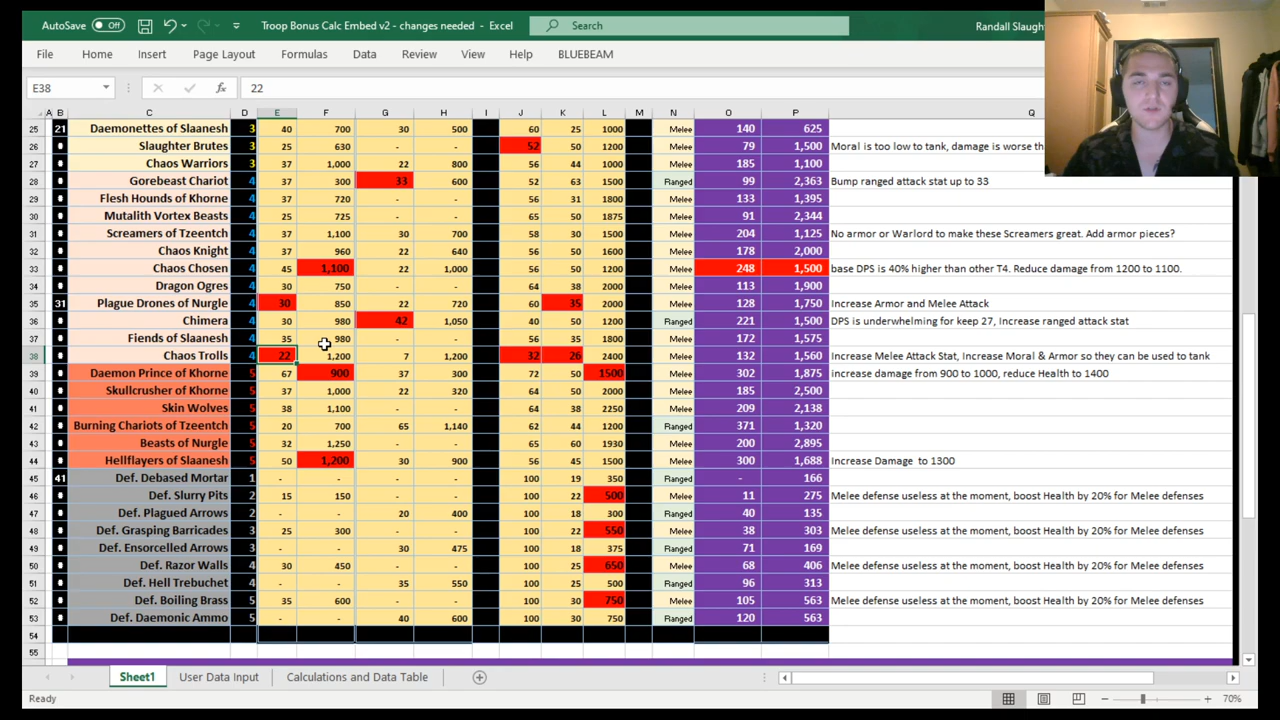 AutoSave Off Troop Bonus Calc Embed v2 - changes needed - Excel Search Randall Slaugh
File Home Insert Page Layout Formulas Data Review View Help BLUEBEAM
E38 fx 22
A B C D E F G H I J K L M N O P Q
25 21 Daemonettes of Slaanesh 3 40 700 30 500 60 25 1000 Melee 140 625
26 # Slaughter Brutes 3 25 630 - - 52 50 1200 Melee 79 1,500 Moral is too low to tank, damage is worse th
27 # Chaos Warriors 3 37 1,000 22 800 56 44 1000 Melee 185 1,100
28 # Gorebeast Chariot 4 37 300 33 600 52 63 1500 Ranged 99 2,363 Bump ranged attack stat up to 33
29 # Flesh Hounds of Khorne 4 37 720 - - 56 31 1800 Melee 133 1,395
30 # Mutalith Vortex Beasts 4 25 725 - - 65 50 1875 Melee 91 2,344
31 # Screamers of Tzeentch 4 37 1,100 30 700 58 30 1500 Melee 204 1,125 No armor or Warlord to make these Screamers great. Add armor pieces?
32 # Chaos Knight 4 37 960 22 640 56 50 1600 Melee 178 2,000
33 # Chaos Chosen 4 45 1,100 22 1,000 56 50 1200 Melee 248 1,500 base DPS is 40% higher than other T4. Reduce damage from 1200 to 1100.
34 # Dragon Ogres 4 30 750 - - 64 38 2000 Melee 113 1,900
35 31 Plague Drones of Nurgle 4 30 850 22 720 60 35 2000 Melee 128 1,750 Increase Armor and Melee Attack
36 # Chimera 4 30 980 42 1,050 40 50 1200 Ranged 221 1,500 DPS is underwhelming for keep 27, Increase ranged attack stat
37 # Fiends of Slaanesh 4 35 980 - - 56 35 1800 Melee 172 1,575
38 # Chaos Trolls 4 22 1,200 7 1,200 32 26 2400 Melee 132 1,560 Increase Melee Attack Stat, Increase Moral & Armor so they can be used to tank
39 # Daemon Prince of Khorne 5 67 900 37 300 72 50 1500 Melee 302 1,875 increase damage from 900 to 1000, reduce Health to 1400
40 # Skullcrusher of Khorne 5 37 1,000 22 320 64 50 2000 Melee 185 2,500
41 # Skin Wolves 5 38 1,100 - - 64 38 2250 Melee 209 2,138
42 # Burning Chariots of Tzeentch 5 20 700 65 1,140 62 44 1200 Ranged 371 1,320
43 # Beasts of Nurgle 5 32 1,250 - - 65 60 1930 Melee 200 2,895
44 # Hellflayers of Slaanesh 5 50 1,200 30 900 56 45 1500 Melee 300 1,688 Increase Damage to 1300
45 41 Def. Debased Mortar 1 - - - - 100 19 350 Ranged - 166
46 # Def. Slurry Pits 2 15 150 - - 100 22 500 Melee 11 275 Melee defense useless at the moment, boost Health by 20% for Melee defenses
47 # Def. Plagued Arrows 2 - - 20 400 100 18 300 Ranged 40 135
48 # Def. Grasping Barricades 3 25 300 - - 100 22 550 Melee 38 303 Melee defense useless at the moment, boost Health by 20% for Melee defenses
49 # Def. Ensorcelled Arrows 3 - - 30 475 100 18 375 Ranged 71 169
50 # Def. Razor Walls 4 30 450 - - 100 25 650 Melee 68 406 Melee defense useless at the moment, boost Health by 20% for Melee defenses
51 # Def. Hell Trebuchet 4 - - 35 550 100 25 500 Ranged 96 313
52 # Def. Boiling Brass 5 35 600 - - 100 30 750 Melee 105 563 Melee defense useless at the moment, boost Health by 20% for Melee defenses
53 # Def. Daemonic Ammo 5 - - 40 600 100 30 750 Ranged 120 563
54
55
Sheet1 User Data Input Calculations and Data Table
Ready 70%